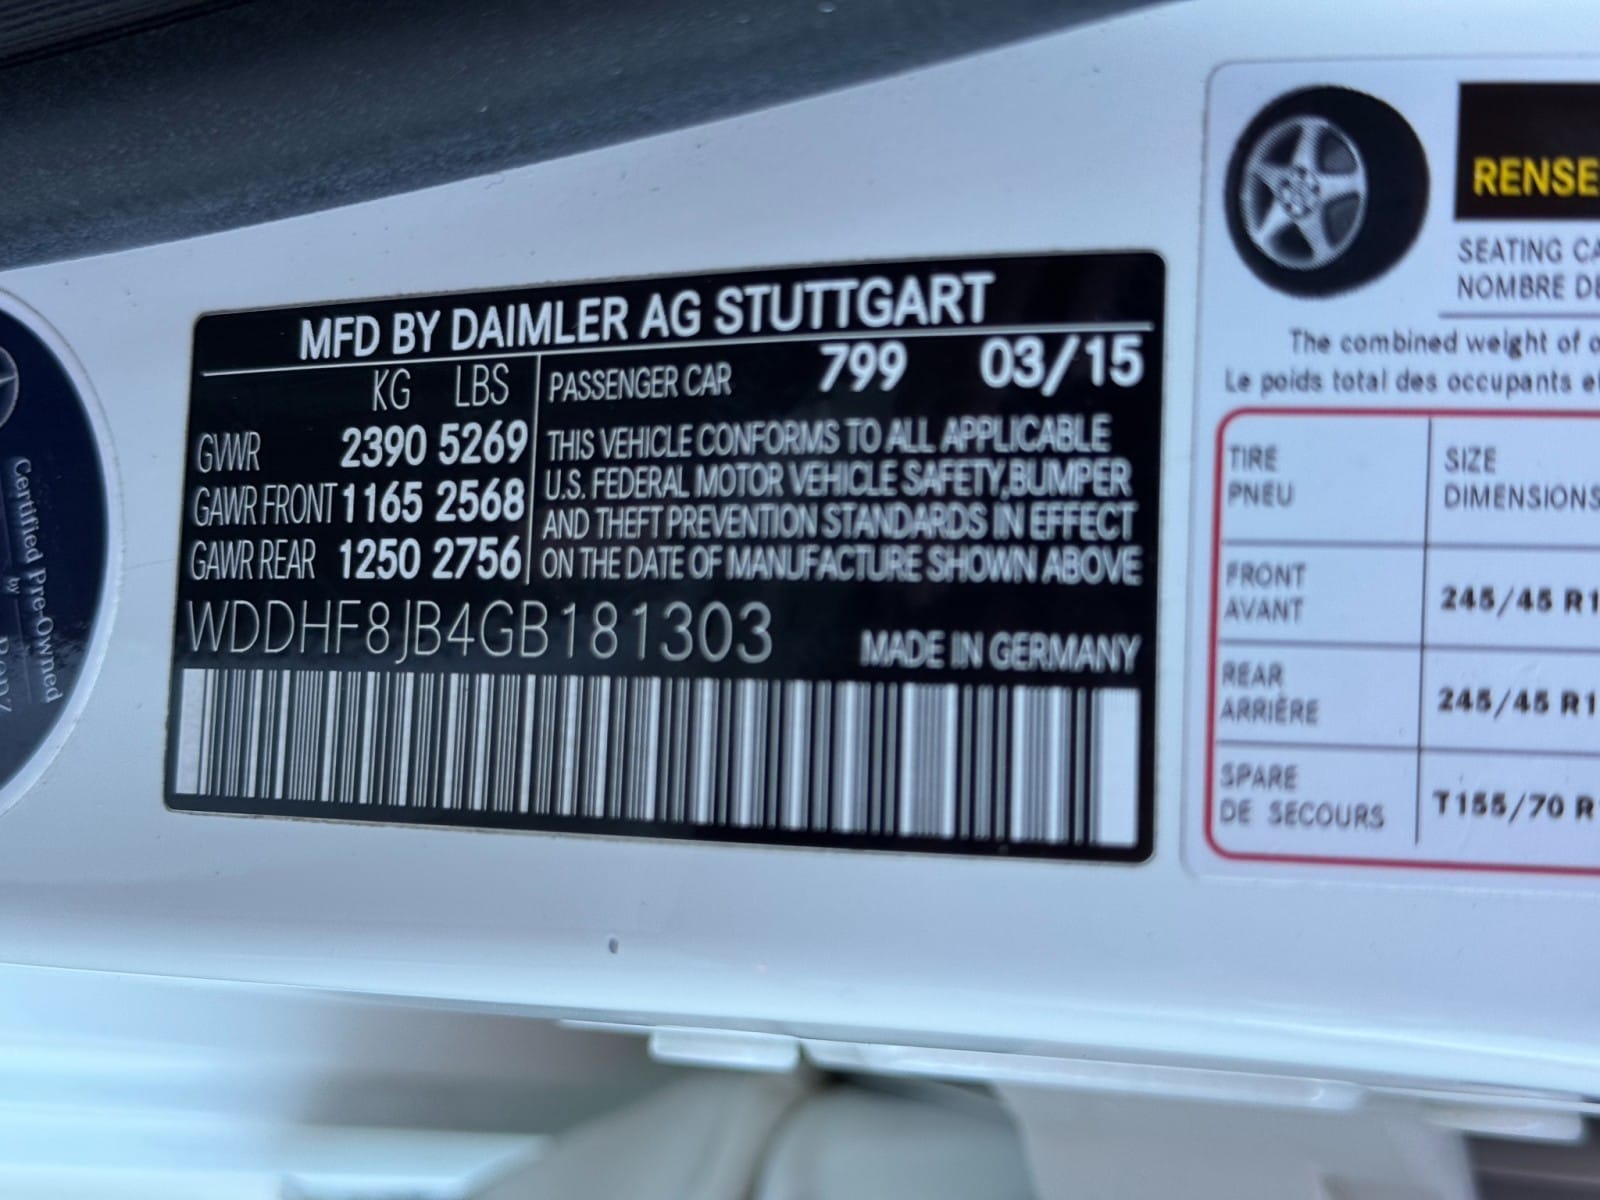 MFD BY DAIMLER AG STUTTGART
KG LBS
GVWR 2390 5269
GAWR FRONT 1165 2568
GAWR REAR 1250 2756
PASSENGER CAR 799 03/15
THIS VEHICLE CONFORMS TO ALL APPLICABLE
U.S. FEDERAL MOTOR VEHICLE SAFETY,BUMPER
AND THEFT PREVENTION STANDARDS IN EFFECT
ON THE DATE OF MANUFACTURE SHOWN ABOVE
WDDHF8JB4GB181303
MADE IN GERMANY
Certified Pre-Owned
by
RENSE
SEATING CA
NOMBRE DE
The combined weight of o
Le poids total des occupants et
TIRE SIZE
PNEU DIMENSIONS
FRONT
AVANT
245/45 R1
REAR
ARRIÈRE
245/45 R1
SPARE
DE SECOURS
T155/70 R